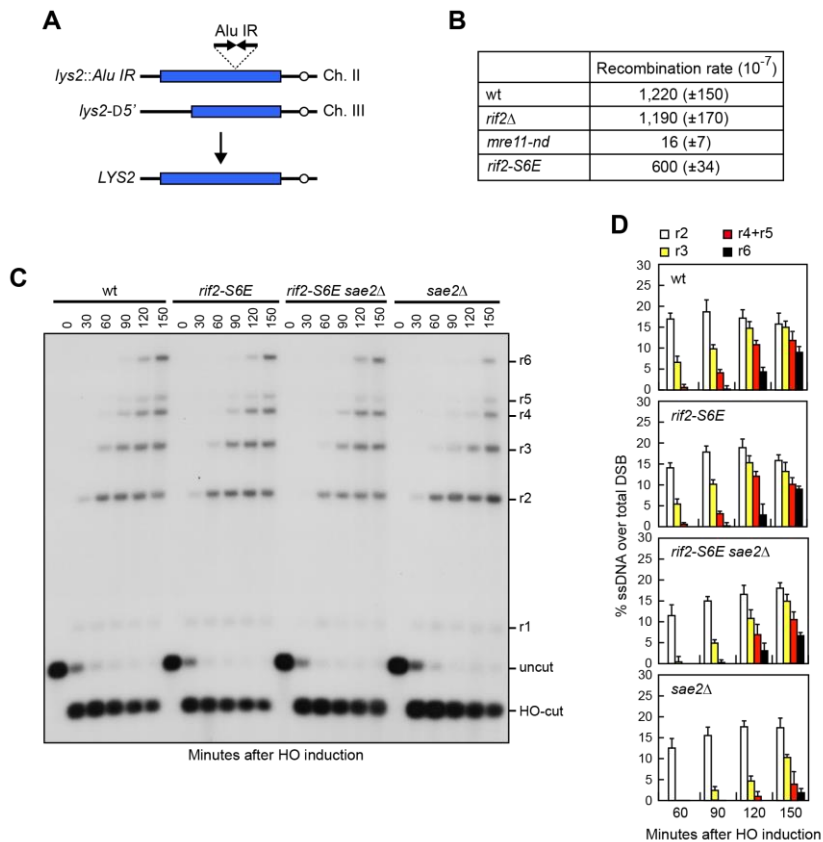 A
Alu IR
lys2::Alu IR
Ch. II
lys2-D5'
Ch. III
LYS2
B
Recombination rate (10-7)
wt 1,220 (±150)
rif2Δ 1,190 (±170)
mre11-nd 16 (±7)
rif2-S6E 600 (±34)
C
wt rif2-S6E rif2-S6E sae2Δ sae2Δ
0 30 60 90 120 150 0 30 60 90 120 150 0 30 60 90 120 150 0 30 60 90 120 150
r6
r5
r4
r3
r2
r1
uncut
HO-cut
Minutes after HO induction
D
r2 r4+r5
r3 r6
% ssDNA over total DSB
wt
30
25
20
15
10
5
0
rif2-S6E
30
25
20
15
10
5
0
rif2-S6E sae2Δ
30
25
20
15
10
5
0
sae2Δ
30
25
20
15
10
5
0
60 90 120 150
Minutes after HO induction